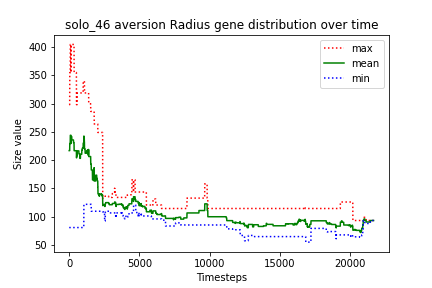 solo_46 aversion Radius gene distribution over time
max
mean
min
Size value
400
350
300
250
200
150
100
50
0
5000
10000
15000
20000
Timesteps